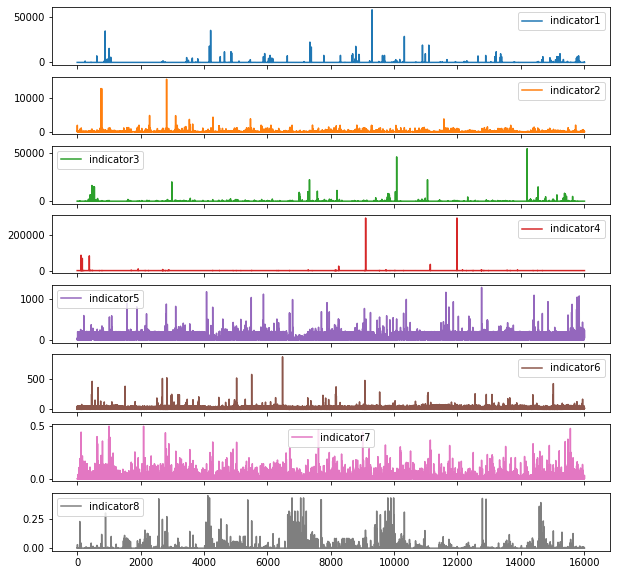 50000
0
indicator1
10000
0
indicator2
50000
0
indicator3
200000
0
indicator4
1000
0
indicator5
500
0
indicator6
0.5
0.0
indicator7
0.25
0.00
indicator8
0 2000 4000 6000 8000 10000 12000 14000 16000